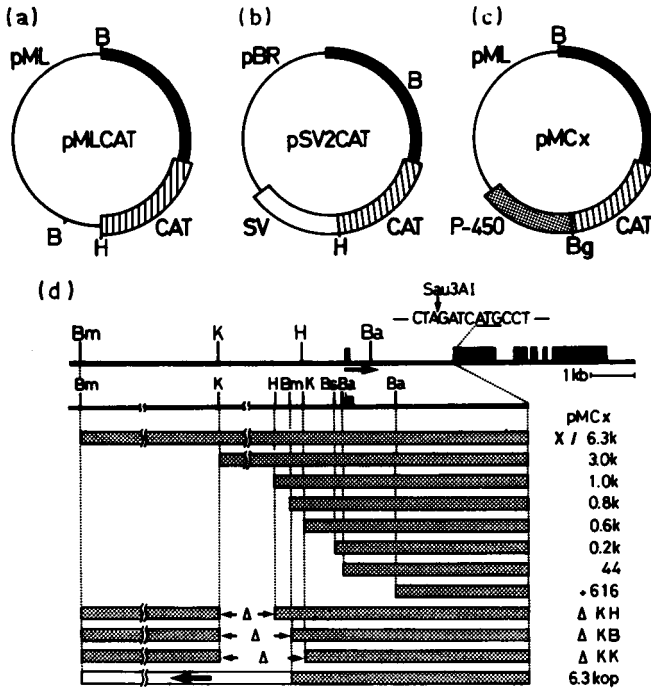 (a) (b) (c)
B
pML
pMLCAT
B
H
CAT
pBR
B
pSV2CAT
SV
H
CAT
pML
B
pMCx
P-450
Bg
CAT
(d)
Sau3AI
— CTAGATCATGCCT —
Bm K H Ba
1kb
Bm K H Bm K Bs Ba Ba
pMCx
X / 6.3k
3.0k
1.0k
0.8k
0.6k
0.2k
44
+616
Δ Δ KH
Δ Δ KB
Δ Δ KK
6.3kop